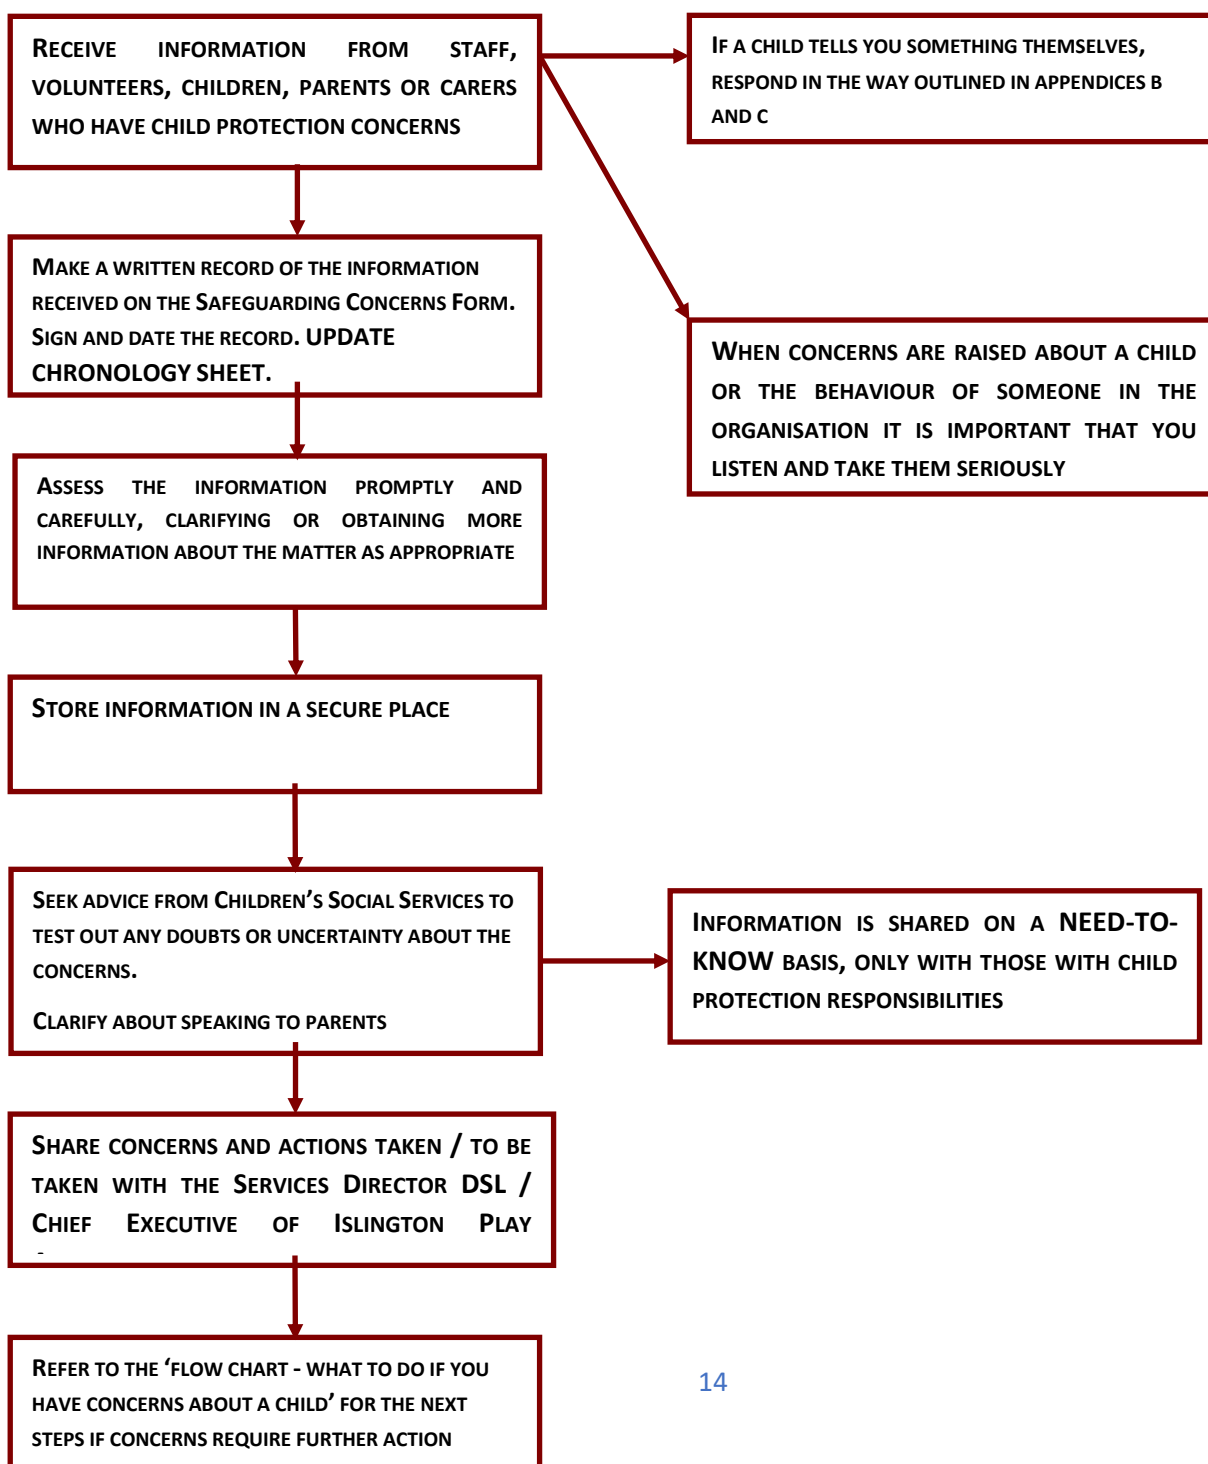 RECEIVE INFORMATION FROM STAFF,
VOLUNTEERS, CHILDREN, PARENTS OR CARERS
WHO HAVE CHILD PROTECTION CONCERNS
IF A CHILD TELLS YOU SOMETHING THEMSELVES,
RESPOND IN THE WAY OUTLINED IN APPENDICES B
AND C
MAKE A WRITTEN RECORD OF THE INFORMATION
RECEIVED ON THE SAFEGUARDING CONCERNS FORM.
SIGN AND DATE THE RECORD. UPDATE
CHRONOLOGY SHEET.
WHEN CONCERNS ARE RAISED ABOUT A CHILD
OR THE BEHAVIOUR OF SOMEONE IN THE
ORGANISATION IT IS IMPORTANT THAT YOU
LISTEN AND TAKE THEM SERIOUSLY
ASSESS THE INFORMATION PROMPTLY AND
CAREFULLY, CLARIFYING OR OBTAINING MORE
INFORMATION ABOUT THE MATTER AS APPROPRIATE
STORE INFORMATION IN A SECURE PLACE
SEEK ADVICE FROM CHILDREN'S SOCIAL SERVICES TO
TEST OUT ANY DOUBTS OR UNCERTAINTY ABOUT THE
CONCERNS.
CLARIFY ABOUT SPEAKING TO PARENTS
INFORMATION IS SHARED ON A NEED-TO-
KNOW BASIS, ONLY WITH THOSE WITH CHILD
PROTECTION RESPONSIBILITIES
SHARE CONCERNS AND ACTIONS TAKEN / TO BE
TAKEN WITH THE SERVICES DIRECTOR DSL /
CHIEF EXECUTIVE OF ISLINGTON PLAY
REFER TO THE 'FLOW CHART - WHAT TO DO IF YOU
HAVE CONCERNS ABOUT A CHILD' FOR THE NEXT
STEPS IF CONCERNS REQUIRE FURTHER ACTION
14